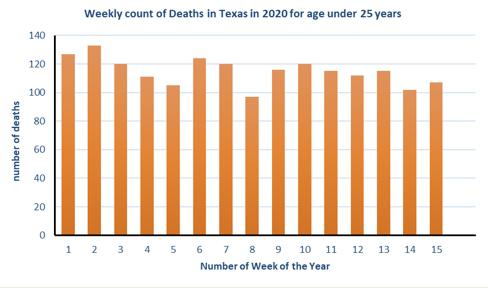 Weekly count of Deaths in Texas in 2020 for age under 25 years
140
120
100
80
60
40
20
0
number of deaths
1 2 3 4 5 6 7 8 9 10 11 12 13 14 15
Number of Week of the Year